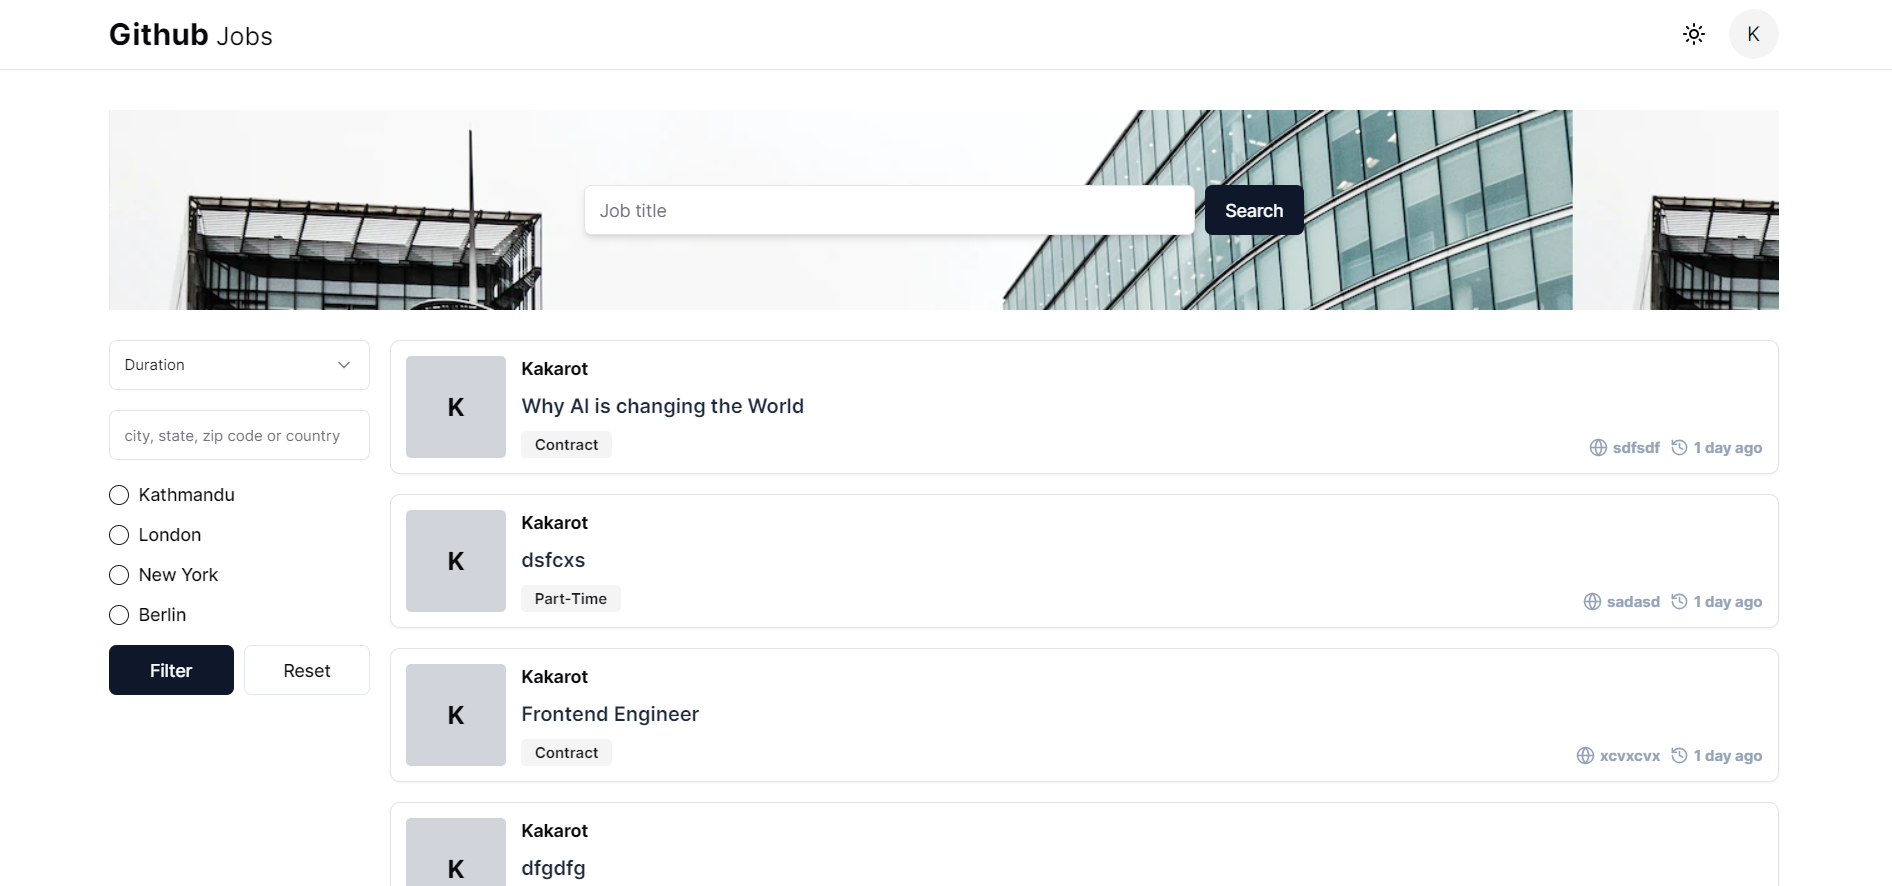 Github Jobs
K
Job title
Search
Duration
city, state, zip code or country
Kathmandu
London
New York
Berlin
Filter
Reset
K
Kakarot
Why AI is changing the World
Contract
sdfsdf 1 day ago
K
Kakarot
dsfcxs
Part-Time
sadasd 1 day ago
K
Kakarot
Frontend Engineer
Contract
xcvxcvx 1 day ago
K
Kakarot
dfgdfg